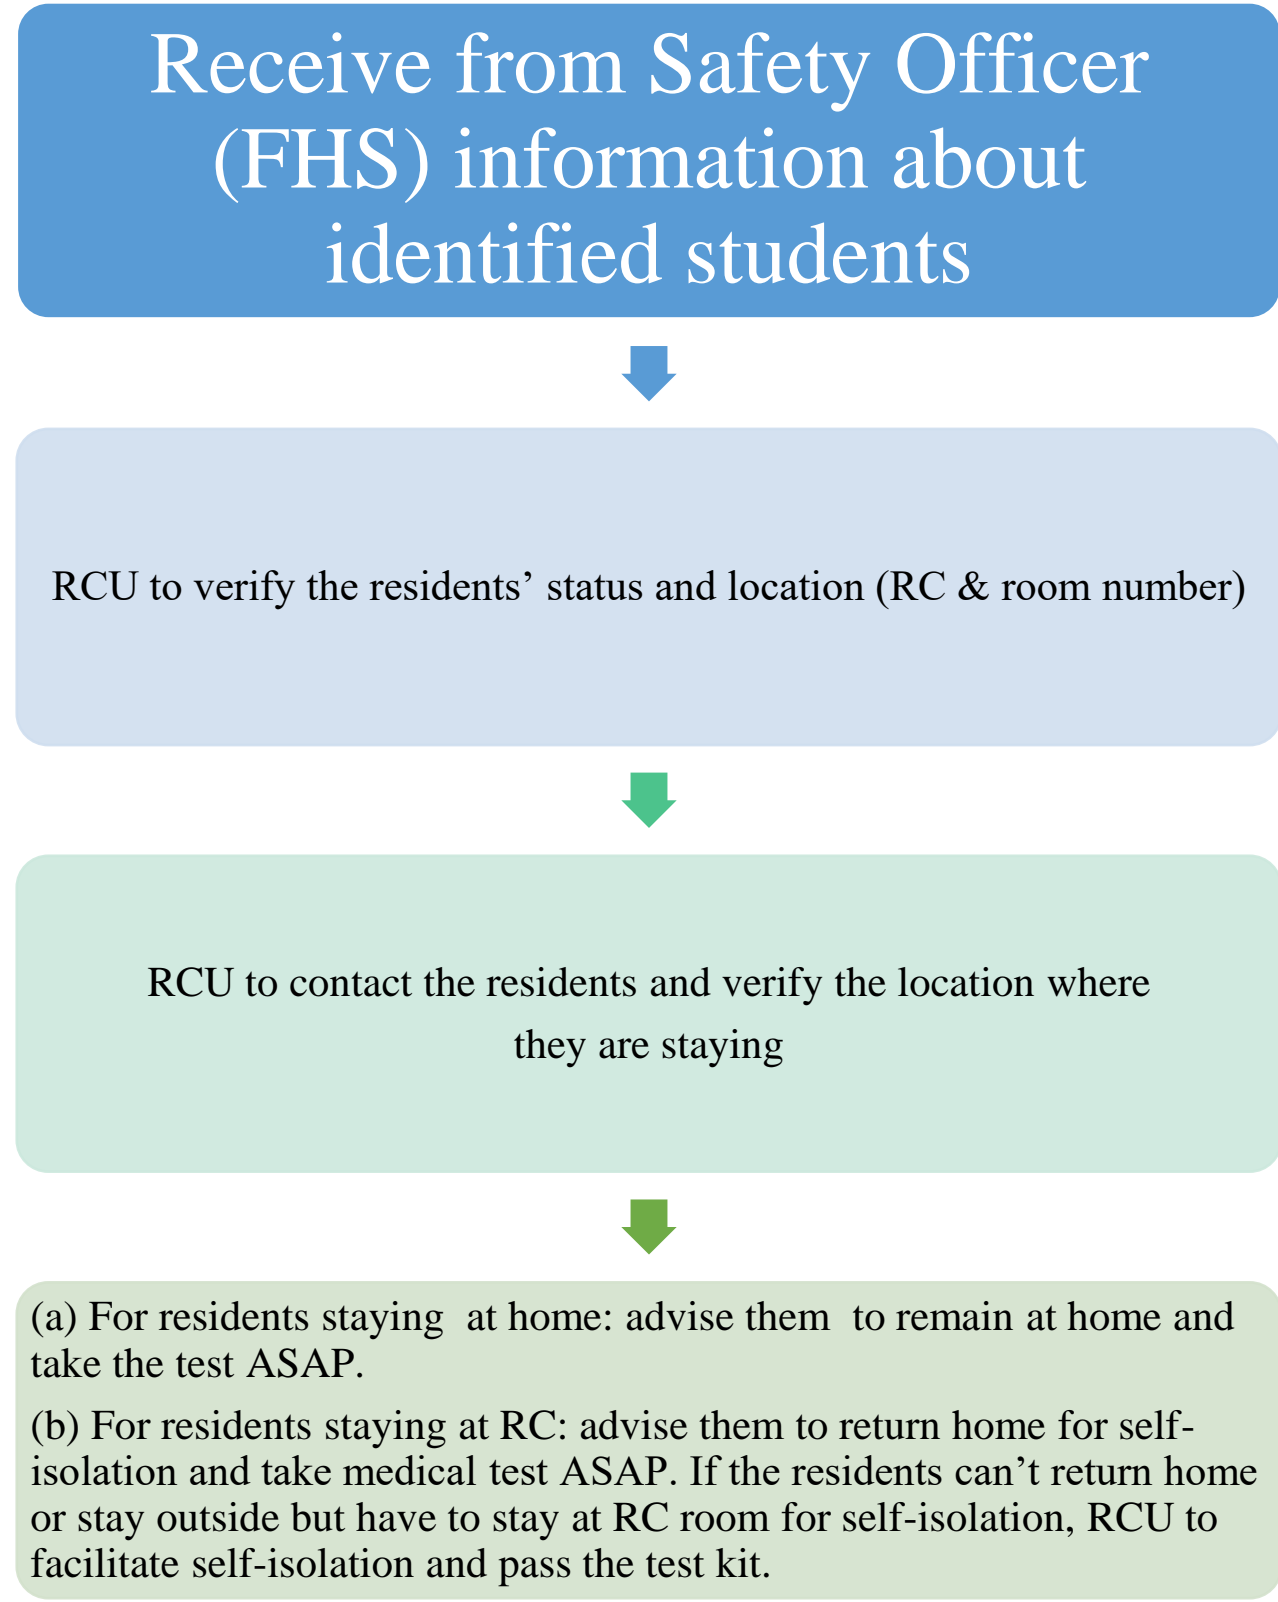 Receive from Safety Officer
(FHS) information about
identified students
RCU to verify the residents’ status and location (RC & room number)
RCU to contact the residents and verify the location where
they are staying
(a) For residents staying  at home: advise them  to remain at home and
take the test ASAP.
(b) For residents staying at RC: advise them to return home for self-
isolation and take medical test ASAP. If the residents can’t return home
or stay outside but have to stay at RC room for self-isolation, RCU to
facilitate self-isolation and pass the test kit.